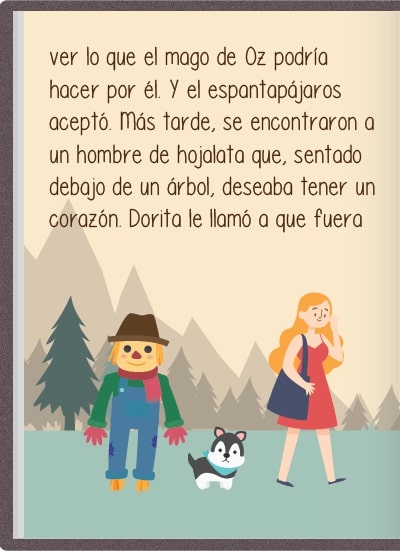 ver lo que el mago de Oz podría
hacer por él. Y el espantapájaros
aceptó. Más tarde, se encontraron a
un hombre de hojalata que, sentado
debajo de un árbol, deseaba tener un
corazón. Dorita le llamó a que fuera